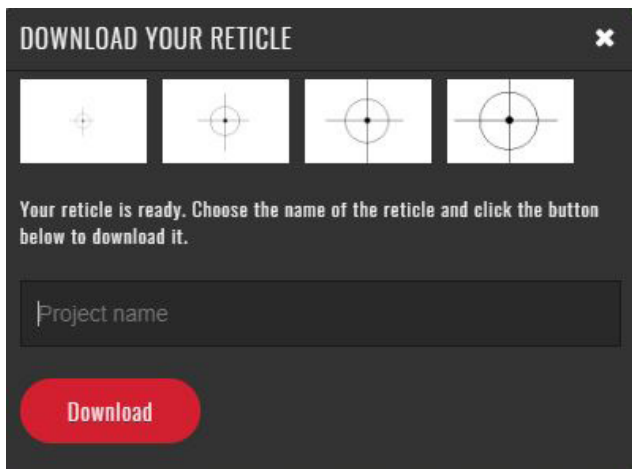 DOWNLOAD YOUR RETICLE
Your reticle is ready. Choose the name of the reticle and click the button
below to download it.
Project name
Download